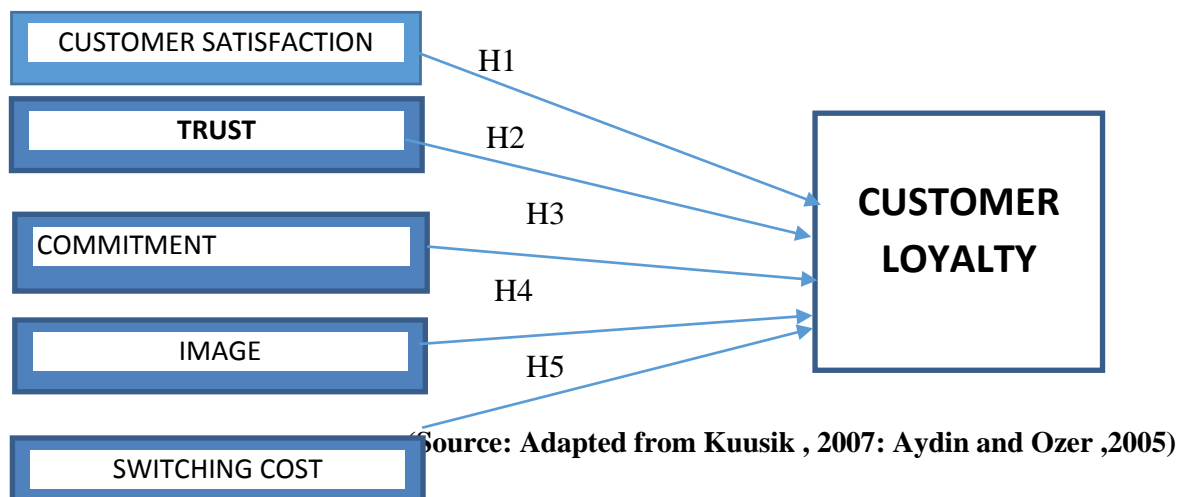 CUSTOMER SATISFACTION
H1
TRUST
H2
CUSTOMER
LOYALTY
H3
COMMITMENT
H4
IMAGE
H5
(Source: Adapted from Kuusik , 2007: Aydin and Ozer ,2005)
SWITCHING COST